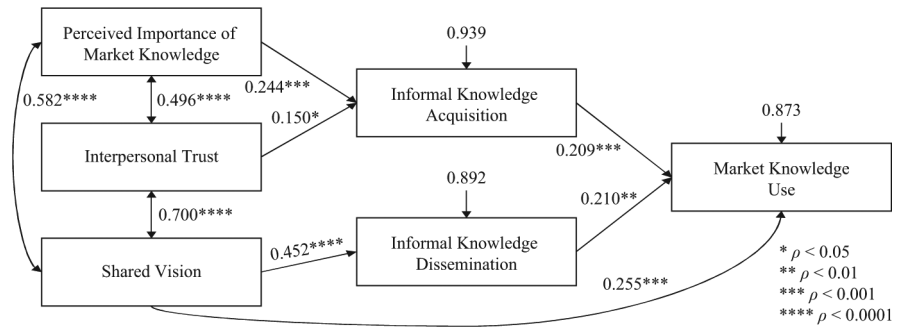 Perceived Importance of
Market Knowledge
0.582****
0.496****
Interpersonal Trust
0.700****
Shared Vision
0.244***
0.150*
0.452****
0.939
Informal Knowledge
Acquisition
0.892
Informal Knowledge
Dissemination
0.209***
0.210**
0.255***
0.873
Market Knowledge
Use
* ρ < 0.05
** ρ < 0.01
*** ρ < 0.001
**** ρ < 0.0001